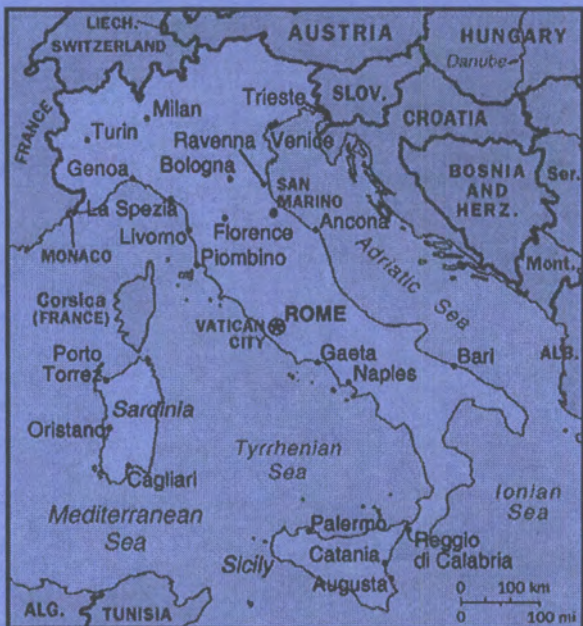 LIECH.
AUSTRIA
HUNGARY
SWITZERLAND
Danube
FRANCE
Milan
Trieste
SLOV.
CROATIA
Turin
Ravenna
Venice
Genoa
Bologna
SAN
MARINO
BOSNIA
AND
HERZ.
Ser.
La Spezia
Livorno
Florence
Ancona
MONACO
Piombino
Adriatic Sea
Mont.
Corsica
(FRANCE)
VATICAN
CITY
ROME
ALB.
Porto
Torrez
Gaeta
Naples
Bari
Sardinia
Oristano
Tyrrhenian
Sea
Cagliari
Ionian
Sea
Mediterranean
Sea
Palermo
Reggio
di Calabria
Sicily
Catania
Augusta
ALG.
TUNISIA
0 100 km
0 100 mi